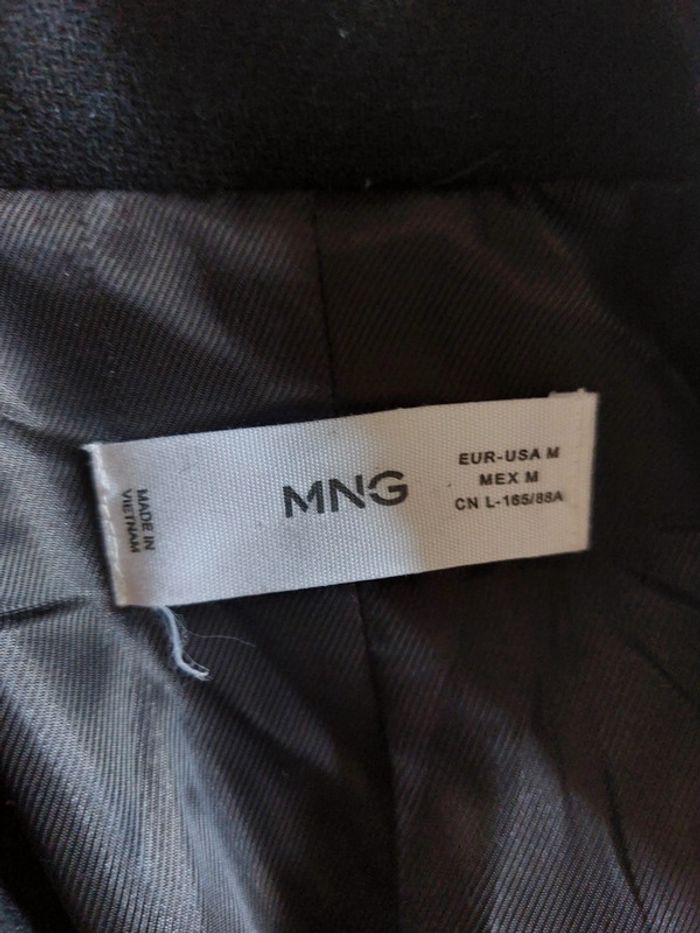 MADE IN
VIETNAM
MNG
EUR-USA M
MEX M
CN L-165/88A